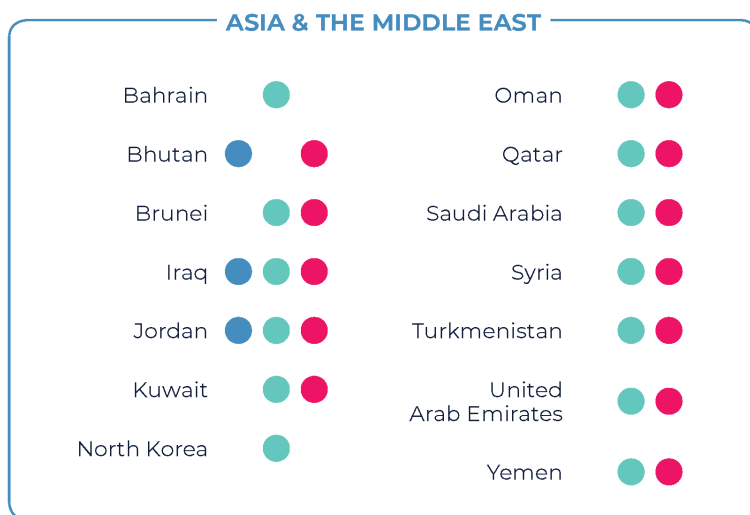 ASIA & THE MIDDLE EAST
Bahrain
Bhutan
Brunei
Iraq
Jordan
Kuwait
North Korea
Oman
Qatar
Saudi Arabia
Syria
Turkmenistan
United
Arab Emirates
Yemen